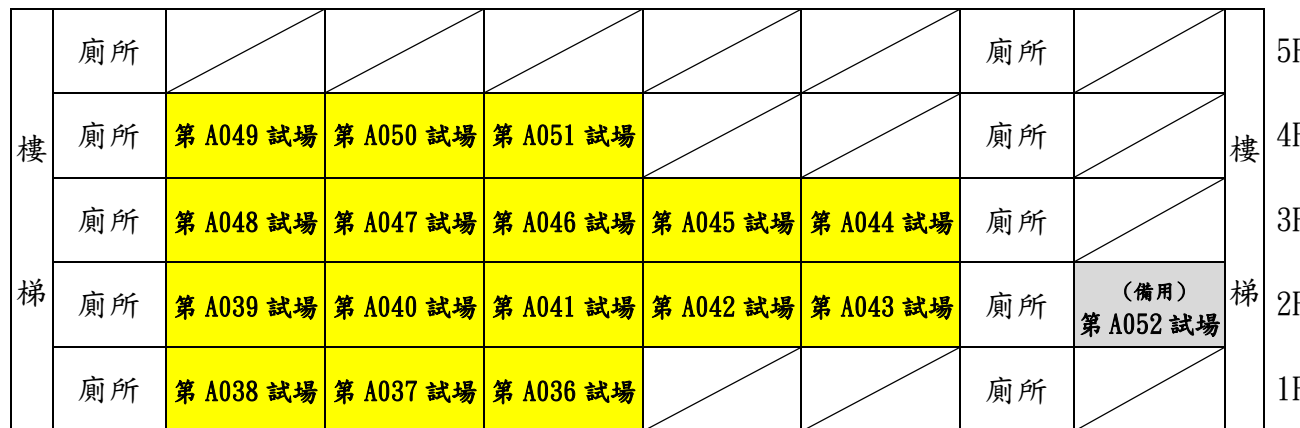 廁所 廁所 5F
廁所 第 A049 試場 第 A050 試場 第 A051 試場 廁所 4F
樓 樓
廁所 第 A048 試場 第 A047 試場 第 A046 試場 第 A045 試場 第 A044 試場 廁所 3F
梯 梯
廁所 第 A039 試場 第 A040 試場 第 A041 試場 第 A042 試場 第 A043 試場 廁所 (備用) 2F
第 A052 試場
廁所 第 A038 試場 第 A037 試場 第 A036 試場 廁所 1F